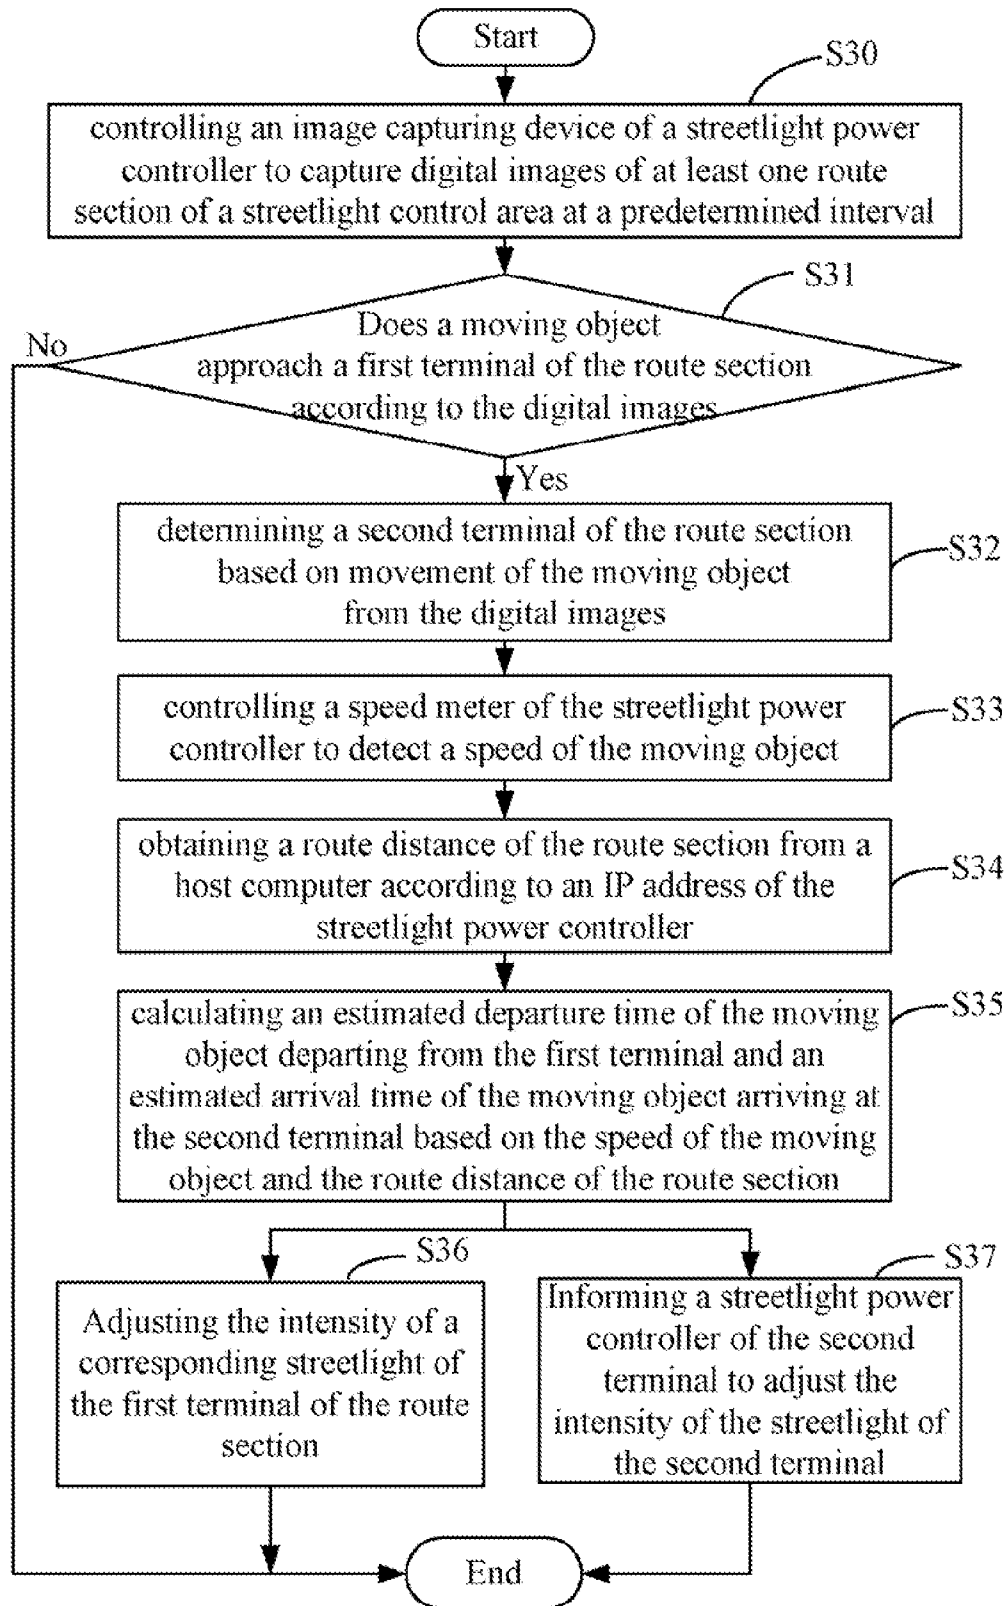 Start
S30
controlling an image capturing device of a streetlight power
controller to capture digital images of at least one route
section of a streetlight control area at a predetermined interval
S31
Does a moving object
approach a first terminal of the route section
according to the digital images
No
Yes
determining a second terminal of the route section
based on movement of the moving object
from the digital images
S32
controlling a speed meter of the streetlight power
controller to detect a speed of the moving object
S33
obtaining a route distance of the route section from a
host computer according to an IP address of the
streetlight power controller
S34
calculating an estimated departure time of the moving
object departing from the first terminal and an
estimated arrival time of the moving object arriving at
the second terminal based on the speed of the moving
object and the route distance of the route section
S35
S36
Adjusting the intensity of a
corresponding streetlight of
the first terminal of the route
section
S37
Informing a streetlight power
controller of the second
terminal to adjust the
intensity of the streetlight of
the second terminal
End